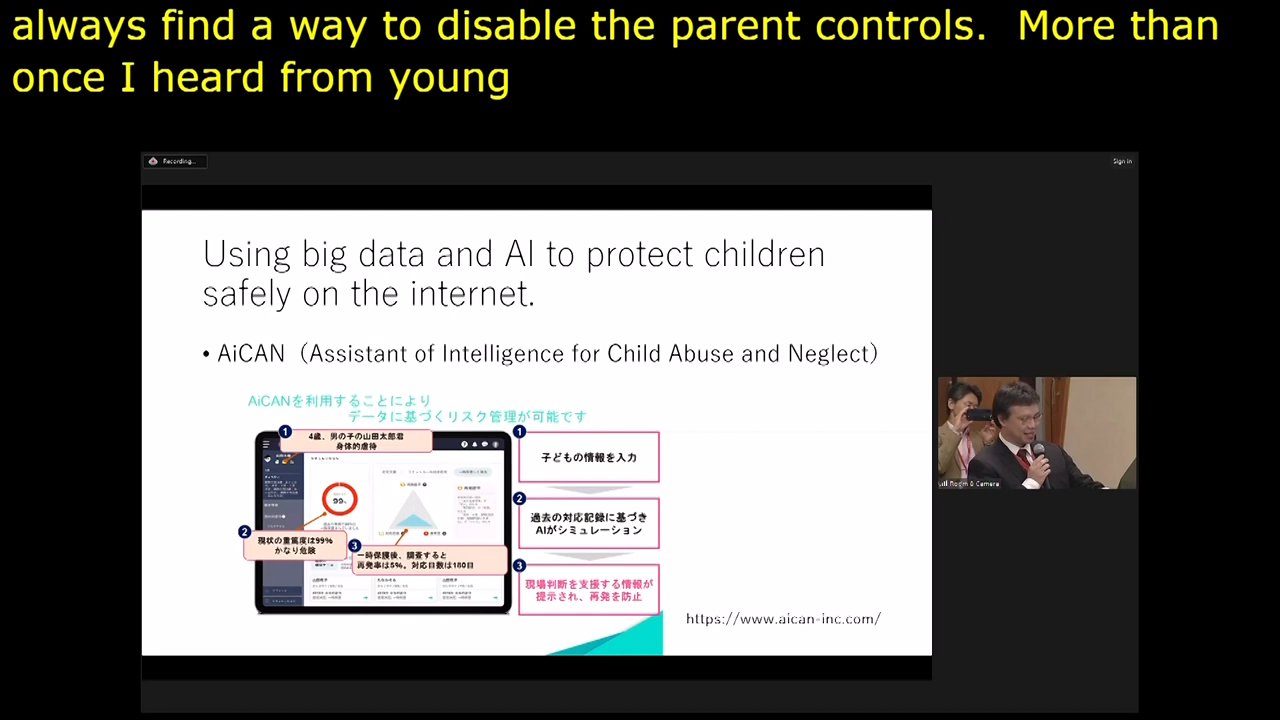 always find a way to disable the parent controls.  More than
once I heard from young
Recording...
Sign in
Using big data and AI to protect children
safely on the internet.
• AiCAN（Assistant of Intelligence for Child Abuse and Neglect）
AiCANを利用することにより
データに基づくリスク管理が可能です
1
4歳、男の子の山田太郎君
身体的虐待
99%
2
現状の重篤度は99%
かなり危険
3
一時保護後、調査すると
再発率は5%。対応日数は180日
1
子どもの情報を入力
2
過去の対応記録に基づき
AIがシミュレーション
3
現場判断を支援する情報が
提示され、再発を防止
https://www.aican-inc.com/
Room 8 Camera